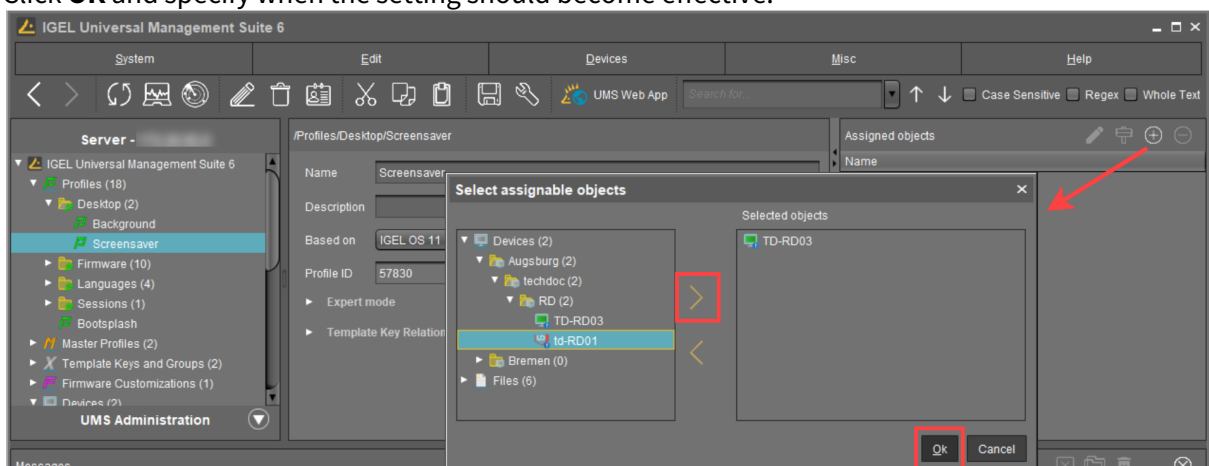 Click OK and specify when the setting should become effective.
IGEL Universal Management Suite 6
System Edit Devices Misc Help
UMS Web App Search for... Case Sensitive Regex Whole Text
Server -
IGEL Universal Management Suite 6
Profiles (18)
Desktop (2)
Background
Screensaver
Firmware (10)
Languages (4)
Sessions (1)
Bootsplash
Master Profiles (2)
Template Keys and Groups (2)
Firmware Customizations (1)
Devices (2)
UMS Administration
/Profiles/Desktop/Screensaver
Name Screensaver
Description
Based on IGEL OS 11
Profile ID 57830
Expert mode
Template Key Relation
Assigned objects
Name
Select assignable objects
Devices (2)
Augsburg (2)
techdoc (2)
RD (2)
TD-RD03
td-RD01
Bremen (0)
Files (6)
Selected objects
TD-RD03
Ok Cancel
Messages